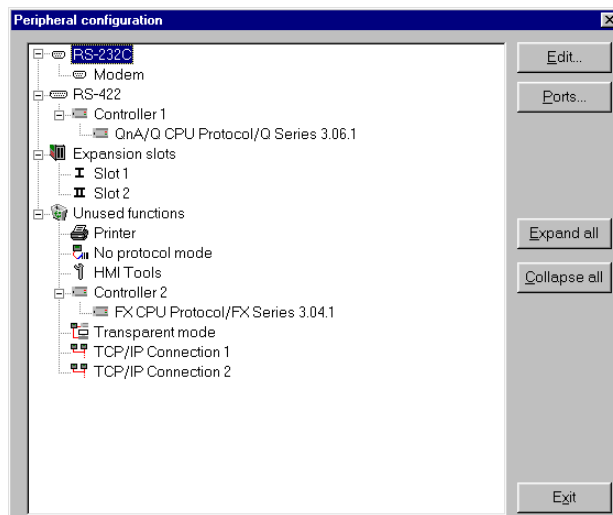 Peripheral configuration
RS-232C
Modem
RS-422
Controller 1
QnA/Q CPU Protocol/Q Series 3.06.1
Expansion slots
I Slot 1
II Slot 2
Unused functions
Printer
No protocol mode
HMI Tools
Controller 2
FX CPU Protocol/FX Series 3.04.1
Transparent mode
TCP/IP Connection 1
TCP/IP Connection 2
Edit...
Ports...
Expand all
Collapse all
Exit